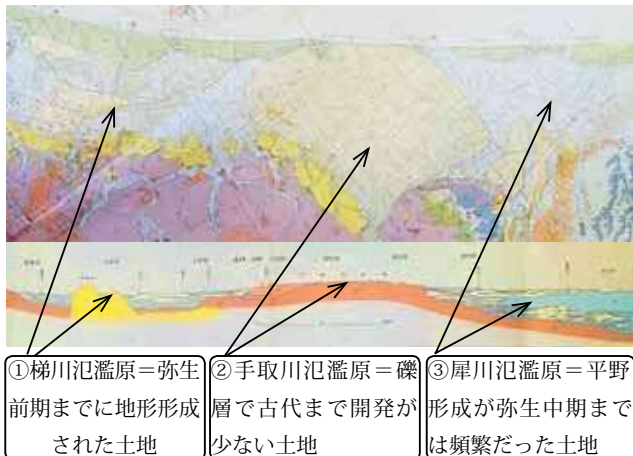 ①梯川氾濫原＝弥生
前期までに地形形成
された土地
②手取川氾濫原＝礫
層で古代まで開発が
少ない土地
③犀川氾濫原＝平野
形成が弥生中期まで
は頻繁だった土地